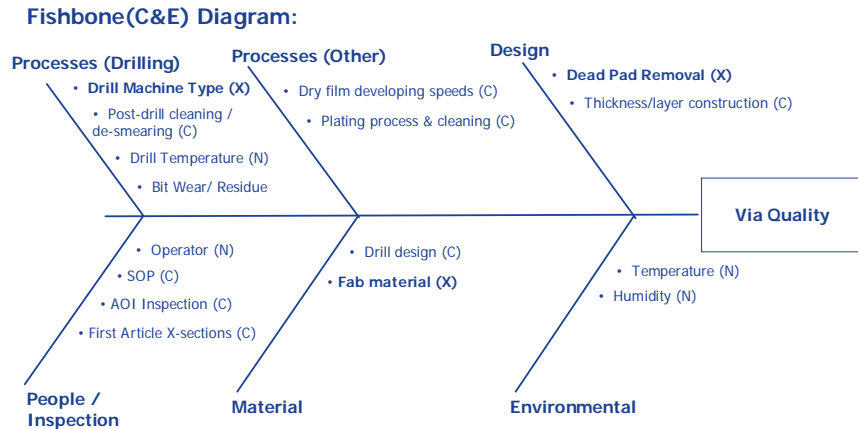 Fishbone(C&E) Diagram:
Processes (Drilling)
• Drill Machine Type (X)
• Post-drill cleaning /
de-smearing (C)
• Drill Temperature (N)
• Bit Wear/ Residue
Processes (Other)
• Dry film developing speeds (C)
• Plating process & cleaning (C)
Design
• Dead Pad Removal (X)
• Thickness/layer construction (C)
Via Quality
• Operator (N)
• SOP (C)
• AOI Inspection (C)
• First Article X-sections (C)
People /
Inspection
• Drill design (C)
• Fab material (X)
Material
• Temperature (N)
• Humidity (N)
Environmental